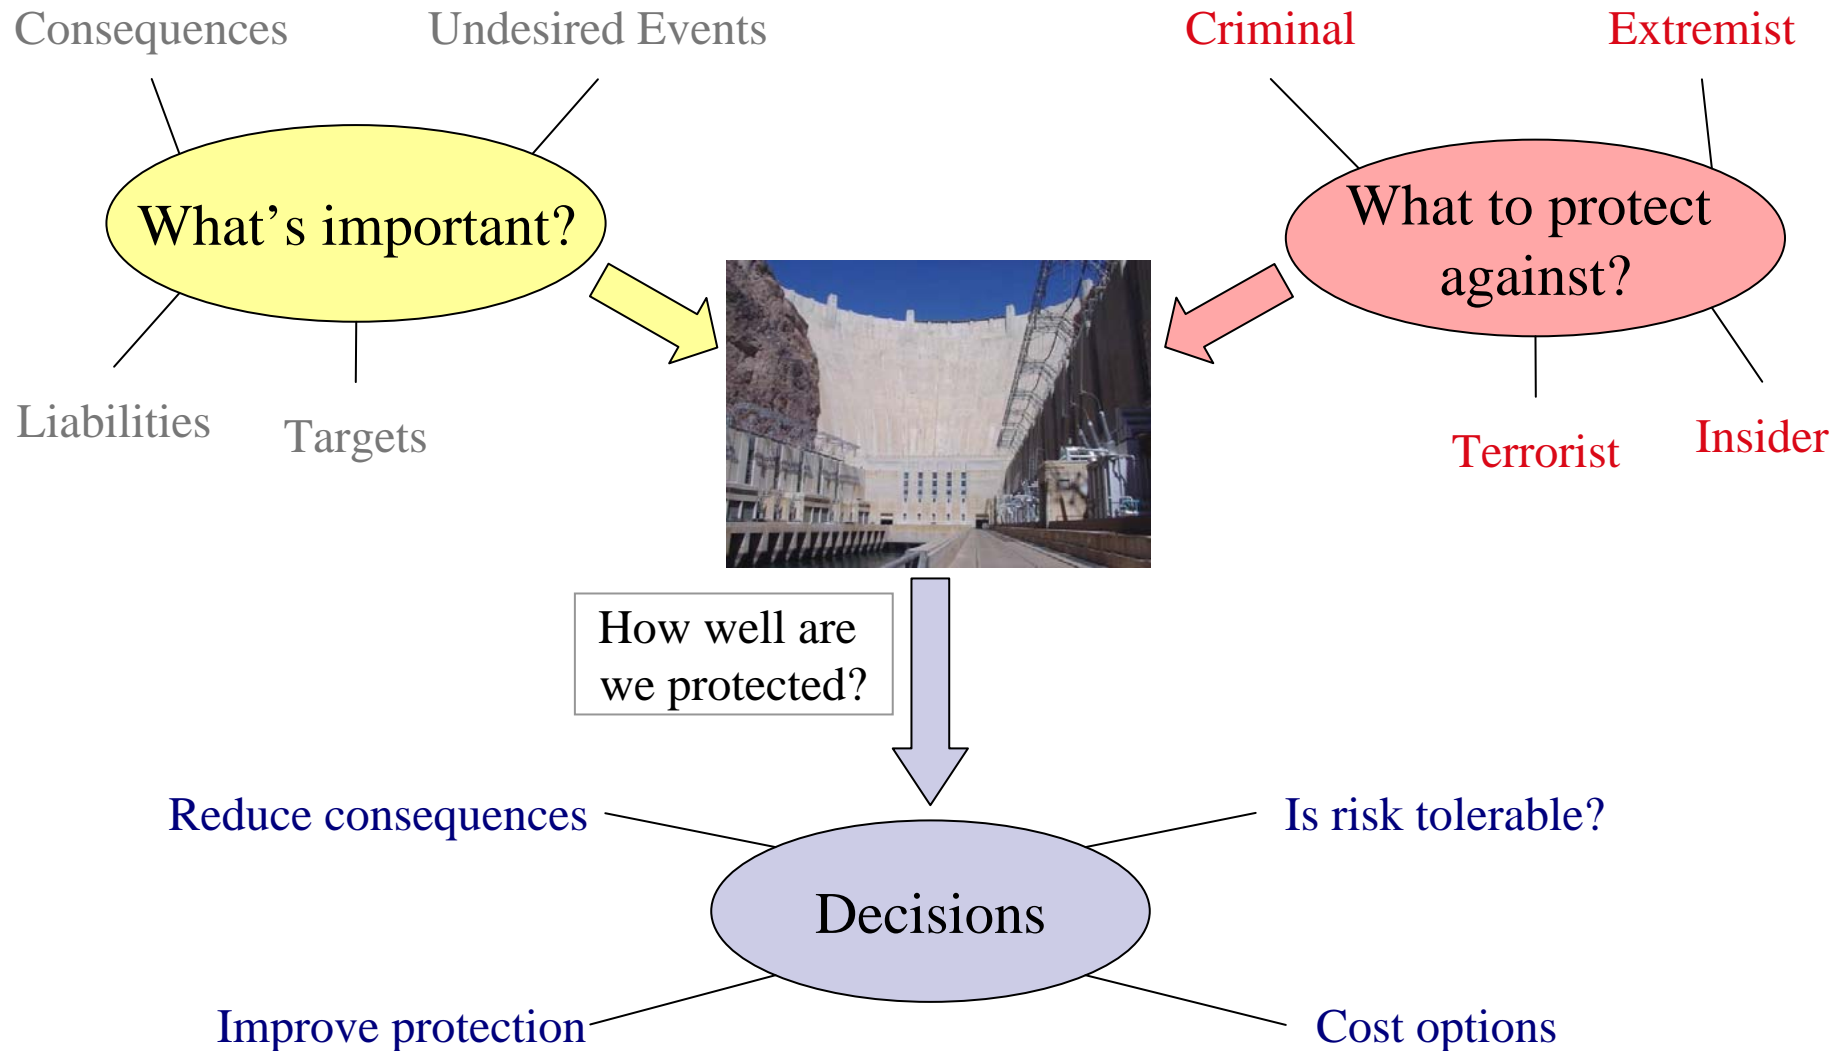 Consequences
Undesired Events
What’s important?
Liabilities
Targets
Criminal
Extremist
What to protect
against?
Terrorist
Insider
How well are
we protected?
Reduce consequences
Is risk tolerable?
Decisions
Improve protection
Cost options